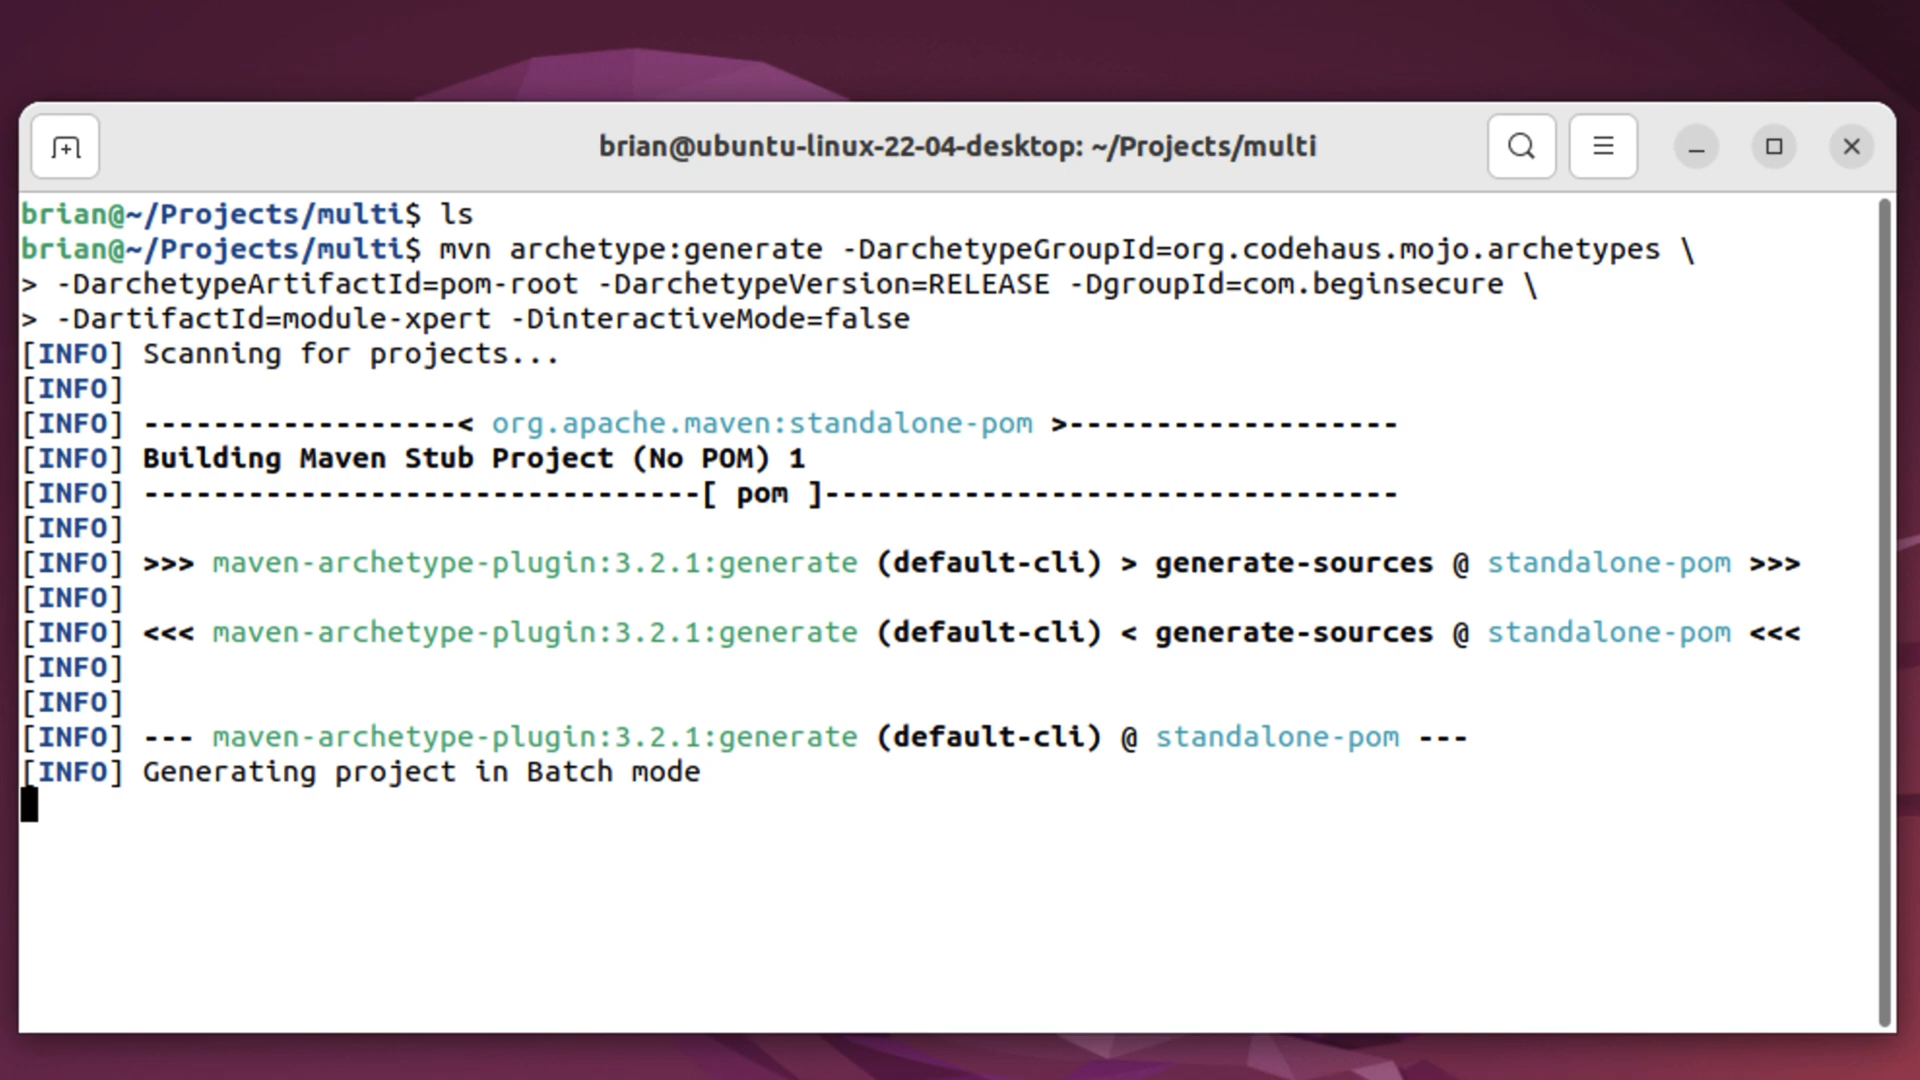 brian@ubuntu-linux-22-04-desktop: ~/Projects/multi
brian@~/Projects/multi$ ls
brian@~/Projects/multi$ mvn archetype:generate -DarchetypeGroupId=org.codehaus.mojo.archetypes \
> -DarchetypeArtifactId=pom-root -DarchetypeVersion=RELEASE -DgroupId=com.beginsecure \
> -DartifactId=module-xpert -DinteractiveMode=false
[INFO] Scanning for projects...
[INFO]
[INFO] ------------------< org.apache.maven:standalone-pom >-------------------
[INFO] Building Maven Stub Project (No POM) 1
[INFO] --------------------------------[ pom ]---------------------------------
[INFO]
[INFO] >>> maven-archetype-plugin:3.2.1:generate (default-cli) > generate-sources @ standalone-pom >>>
[INFO]
[INFO] <<< maven-archetype-plugin:3.2.1:generate (default-cli) < generate-sources @ standalone-pom <<<
[INFO]
[INFO]
[INFO] --- maven-archetype-plugin:3.2.1:generate (default-cli) @ standalone-pom ---
[INFO] Generating project in Batch mode